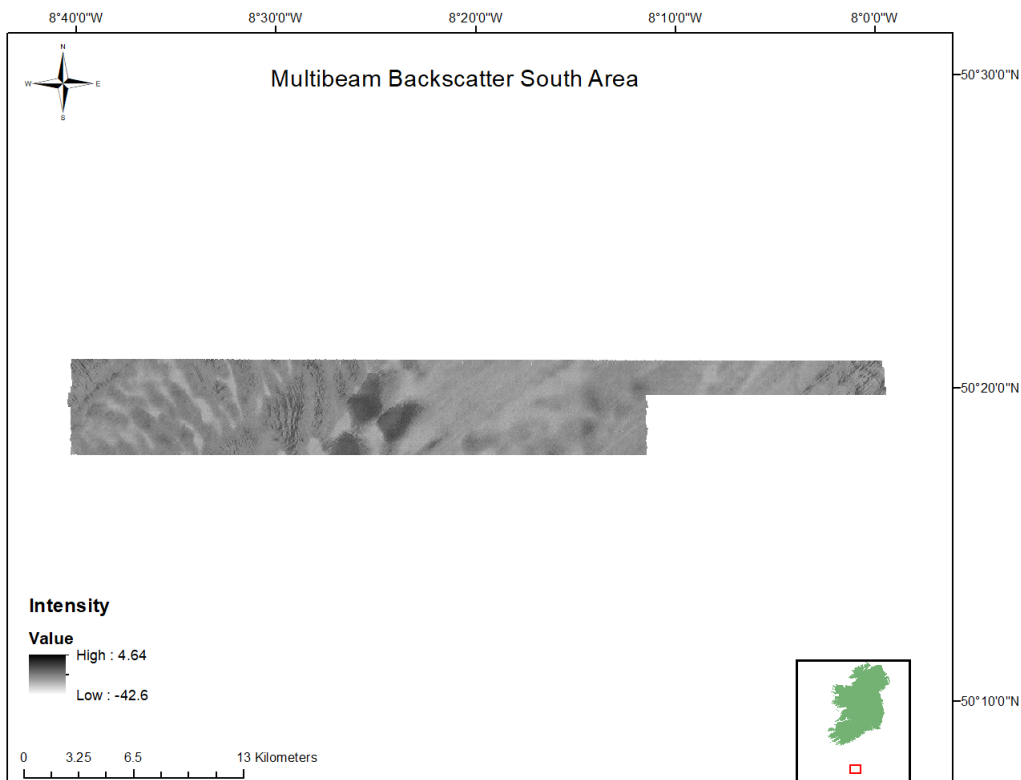 8°40'0"W 8°30'0"W 8°20'0"W 8°10'0"W 8°0'0"W
N
W E
S
Multibeam Backscatter South Area
50°30'0"N
50°20'0"N
Intensity
Value
High : 4.64
Low : -42.6
50°10'0"N
0 3.25 6.5 13 Kilometers